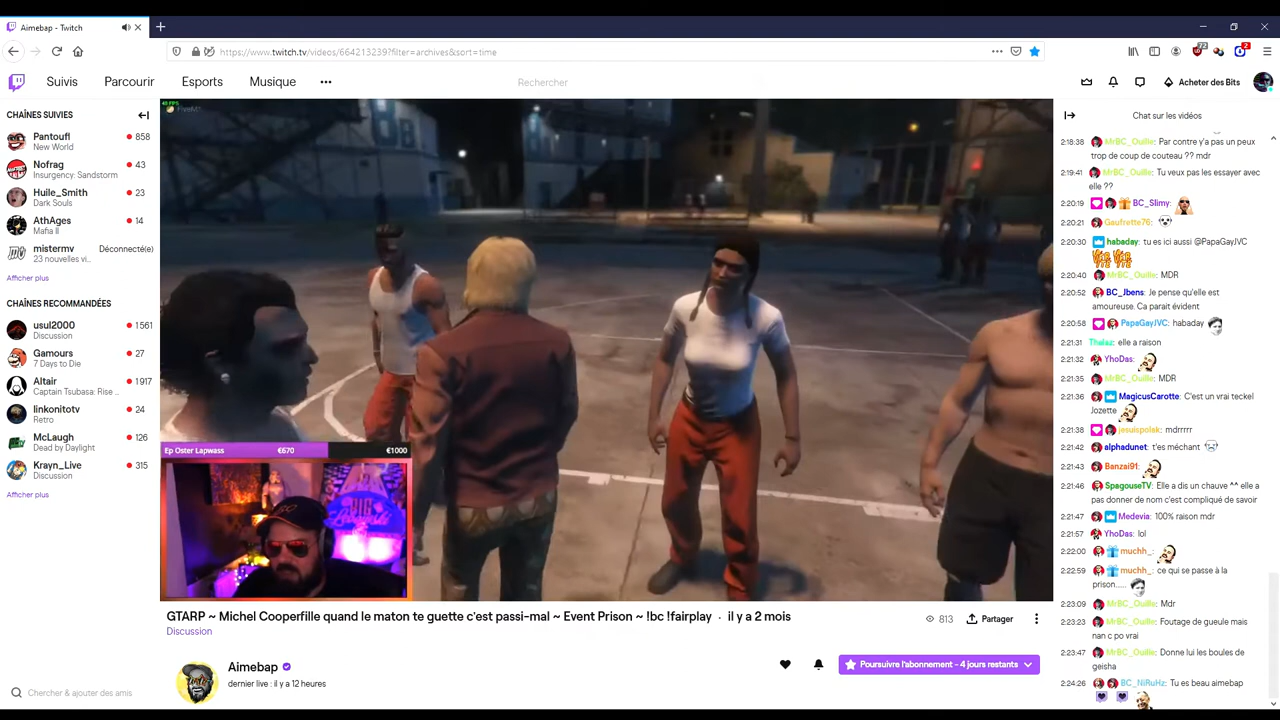 Aimebap - Twitch
https://www.twitch.tv/videos/664213239?filter=archives&sort=time
72
2
Suivis
Parcourir
Esports
Musique
Rechercher
Acheter des Bits
CHAÎNES SUIVIES
Pantoufl
858
New World
Nofrag
43
Insurgency: Sandstorm
Huile_Smith
23
Dark Souls
AthAges
14
Mafia II
mistermv
Déconnecté(e)
23 nouvelles vi...
Afficher plus
CHAÎNES RECOMMANDÉES
usul2000
1 561
Discussion
Gamours
27
7 Days to Die
Altair
1 917
Captain Tsubasa: Rise ...
linkonitotv
24
Retro
McLaugh
126
Dead by Daylight
Krayn_Live
315
Discussion
Afficher plus
Chercher & ajouter des amis
Ep Oster Lapwass €670 €1000
GTARP ~ Michel Cooperfille quand le maton te guette c'est passi-mal ~ Event Prison ~ !bc !fairplay · il y a 2 mois
Discussion
813
Partager
Aimebap
dernier live : il y a 12 heures
Poursuivre l'abonnement - 4 jours restants
Chat sur les vidéos
2:18:38 MrBC_Ouille: Par contre y'a pas un peu
trop de coup de couteau ?? mdr
2:19:41 MrBC_Ouille: Tu veux pas les essayer avec
elle ??
2:20:19 BC_Slimy:
2:20:21 Gaufrette76:
2:20:30 habaday: tu es ici aussi @PapaGayJVC
2:20:40 MrBC_Ouille: MDR
2:20:52 BC_Jbens: Je pense qu'elle est
amoureuse. Ca parait évident
2:20:58 PapaGayJVC: habaday
2:21:31 Thalaz: elle a raison
2:21:32 YhoDas:
2:21:35 MrBC_Ouille: MDR
2:21:36 MagicusCarotte: C'est un vrai teckel
Jozette
2:21:38 jesuispolak: mdrrrrr
2:21:42 alphadunet: t'es méchant
2:21:43 Banzai91:
2:21:46 SpagouseTV: Elle a dis un chauve ^^ elle a
pas donner de nom c'est compliqué de savoir
2:21:47 Medevia: 100% raison mdr
2:21:57 YhoDas: lol
2:22:00 muchh_:
2:22:59 muchh_: ce qui se passe à la
prison.....
2:23:09 MrBC_Ouille: Mdr
2:23:23 MrBC_Ouille: Foutage de gueule mais
nan c po vrai
2:23:47 MrBC_Ouille: Donne lui les boules de
geisha
2:24:26 BC_NiRuHz: Tu es beau aimebap